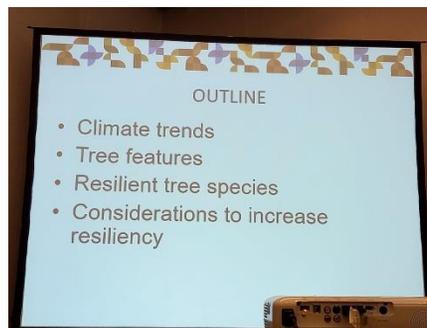 OUTLINE
• Climate trends
• Tree features
• Resilient tree species
• Considerations to increase
resiliency